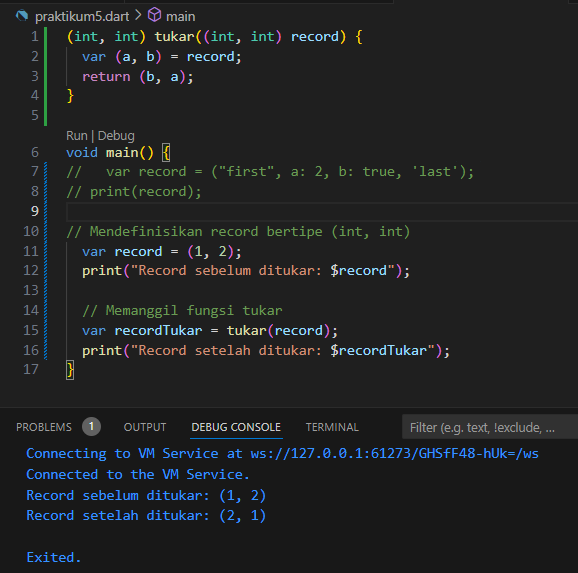 praktikum5.dart > main
1 (int, int) tukar((int, int) record) {
2   var (a, b) = record;
3   return (b, a);
4 }
5
Run | Debug
6 void main() {
7 //   var record = ("first", a: 2, b: true, 'last');
8 // print(record);
9
10 // Mendefinisikan record bertipe (int, int)
11   var record = (1, 2);
12   print("Record sebelum ditukar: $record");
13
14   // Memanggil fungsi tukar
15   var recordTukar = tukar(record);
16   print("Record setelah ditukar: $recordTukar");
17 }
PROBLEMS 1 OUTPUT DEBUG CONSOLE TERMINAL Filter (e.g. text, !exclude, ...
Connecting to VM Service at ws://127.0.0.1:61273/GHSfF48-hUk=/ws
Connected to the VM Service.
Record sebelum ditukar: (1, 2)
Record setelah ditukar: (2, 1)
Exited.